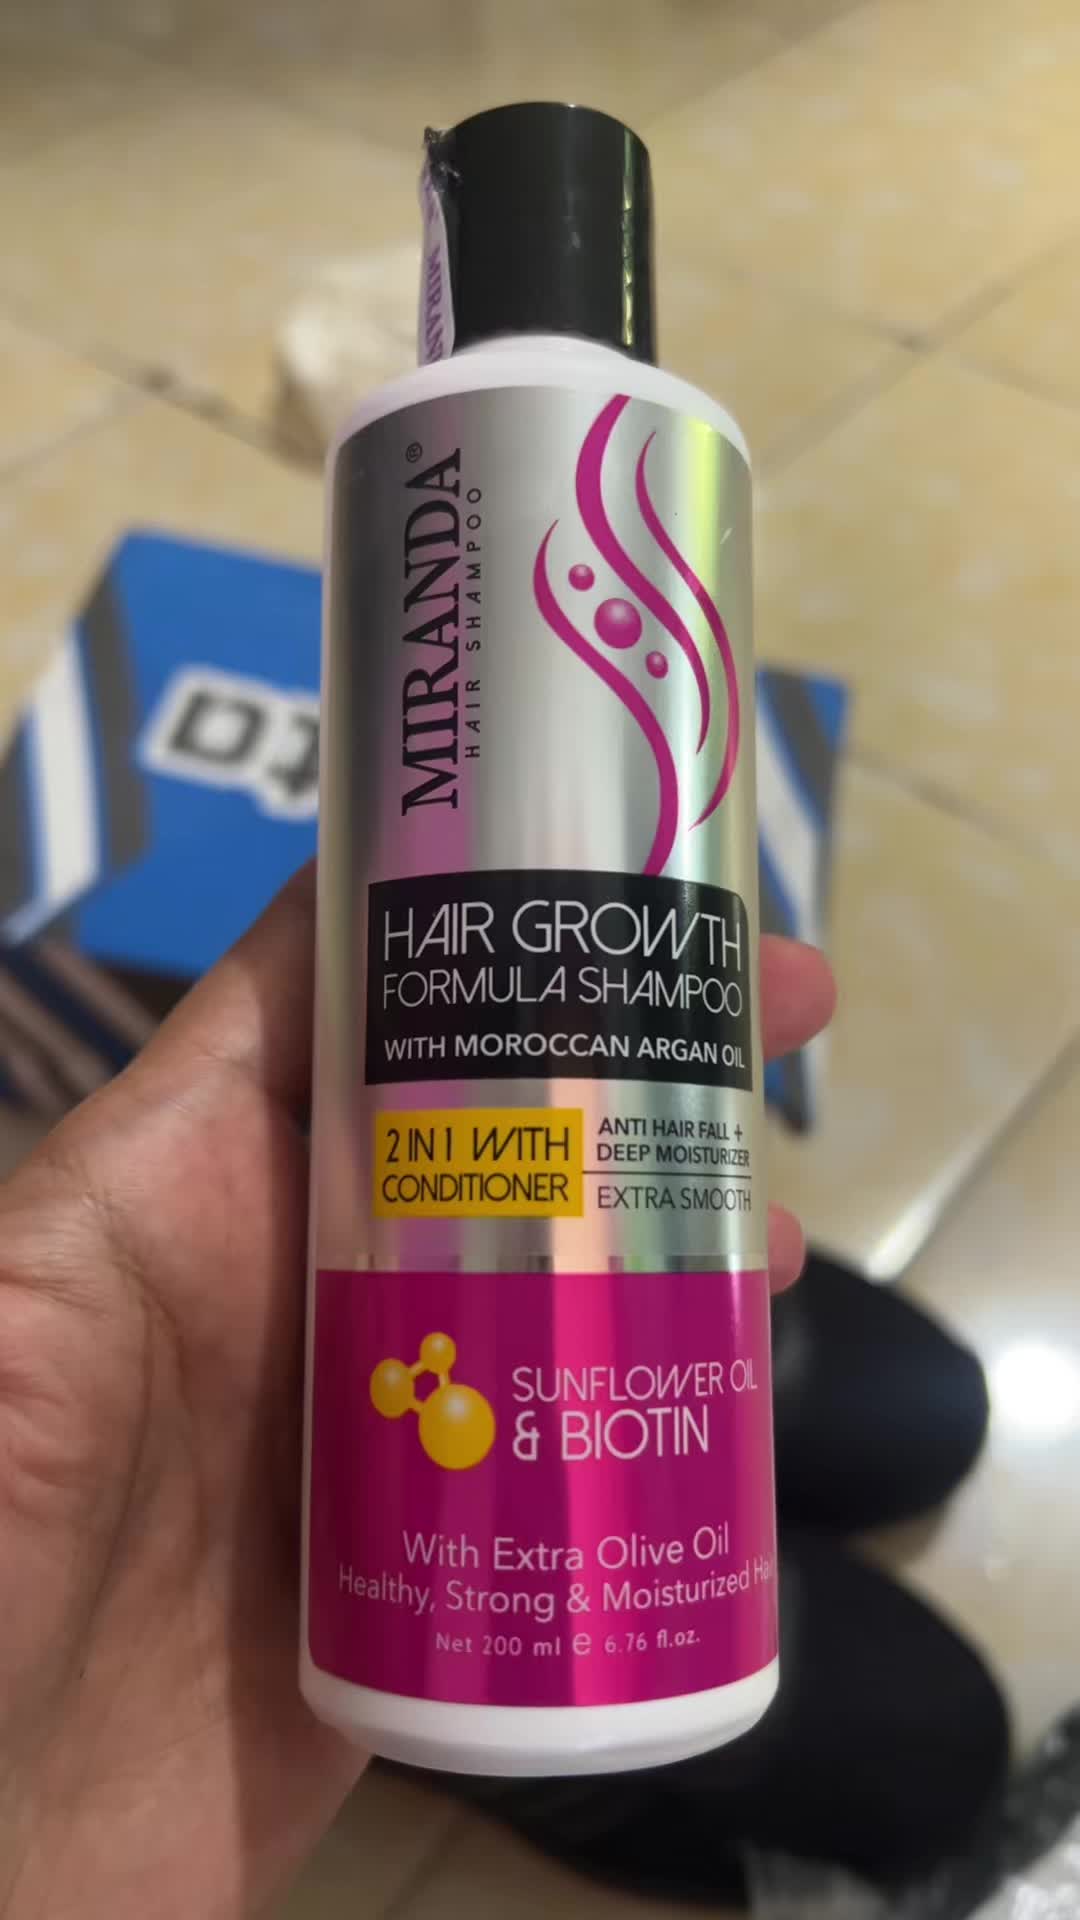 MIRANDA®
HAIR SHAMPOO
HAIR GROWTH
FORMULA SHAMPOO
WITH MOROCCAN ARGAN OIL
2 IN 1 WITH
CONDITIONER
ANTI HAIR FALL +
DEEP MOISTURIZER
EXTRA SMOOTH
SUNFLOWER OIL
& BIOTIN
With Extra Olive Oil
Healthy, Strong & Moisturized Hai
Net 200 ml e 6.76 fl.oz.